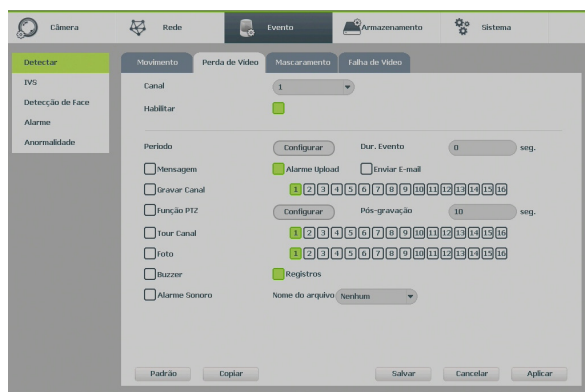 Câmera Rede Evento Armazenamento Sistema
Detectar
IVS
Detecção de Face
Alarme
Anormalidade
Movimento Perda de Vídeo Mascaramento Falha de Vídeo
Canal 1
Habilitar
Período Configurar Dur. Evento 0 seg.
Mensagem Alarme Upload Enviar E-mail
Gravar Canal 1 2 3 4 5 6 7 8 9 10 11 12 13 14 15 16
Função PTZ Configurar Pós-gravação 10 seg.
Tour Canal 1 2 3 4 5 6 7 8 9 10 11 12 13 14 15 16
Foto 1 2 3 4 5 6 7 8 9 10 11 12 13 14 15 16
Buzzer Registros
Alarme Sonoro Nome do arquivo Nenhum
Padrão Copiar Salvar Cancelar Aplicar